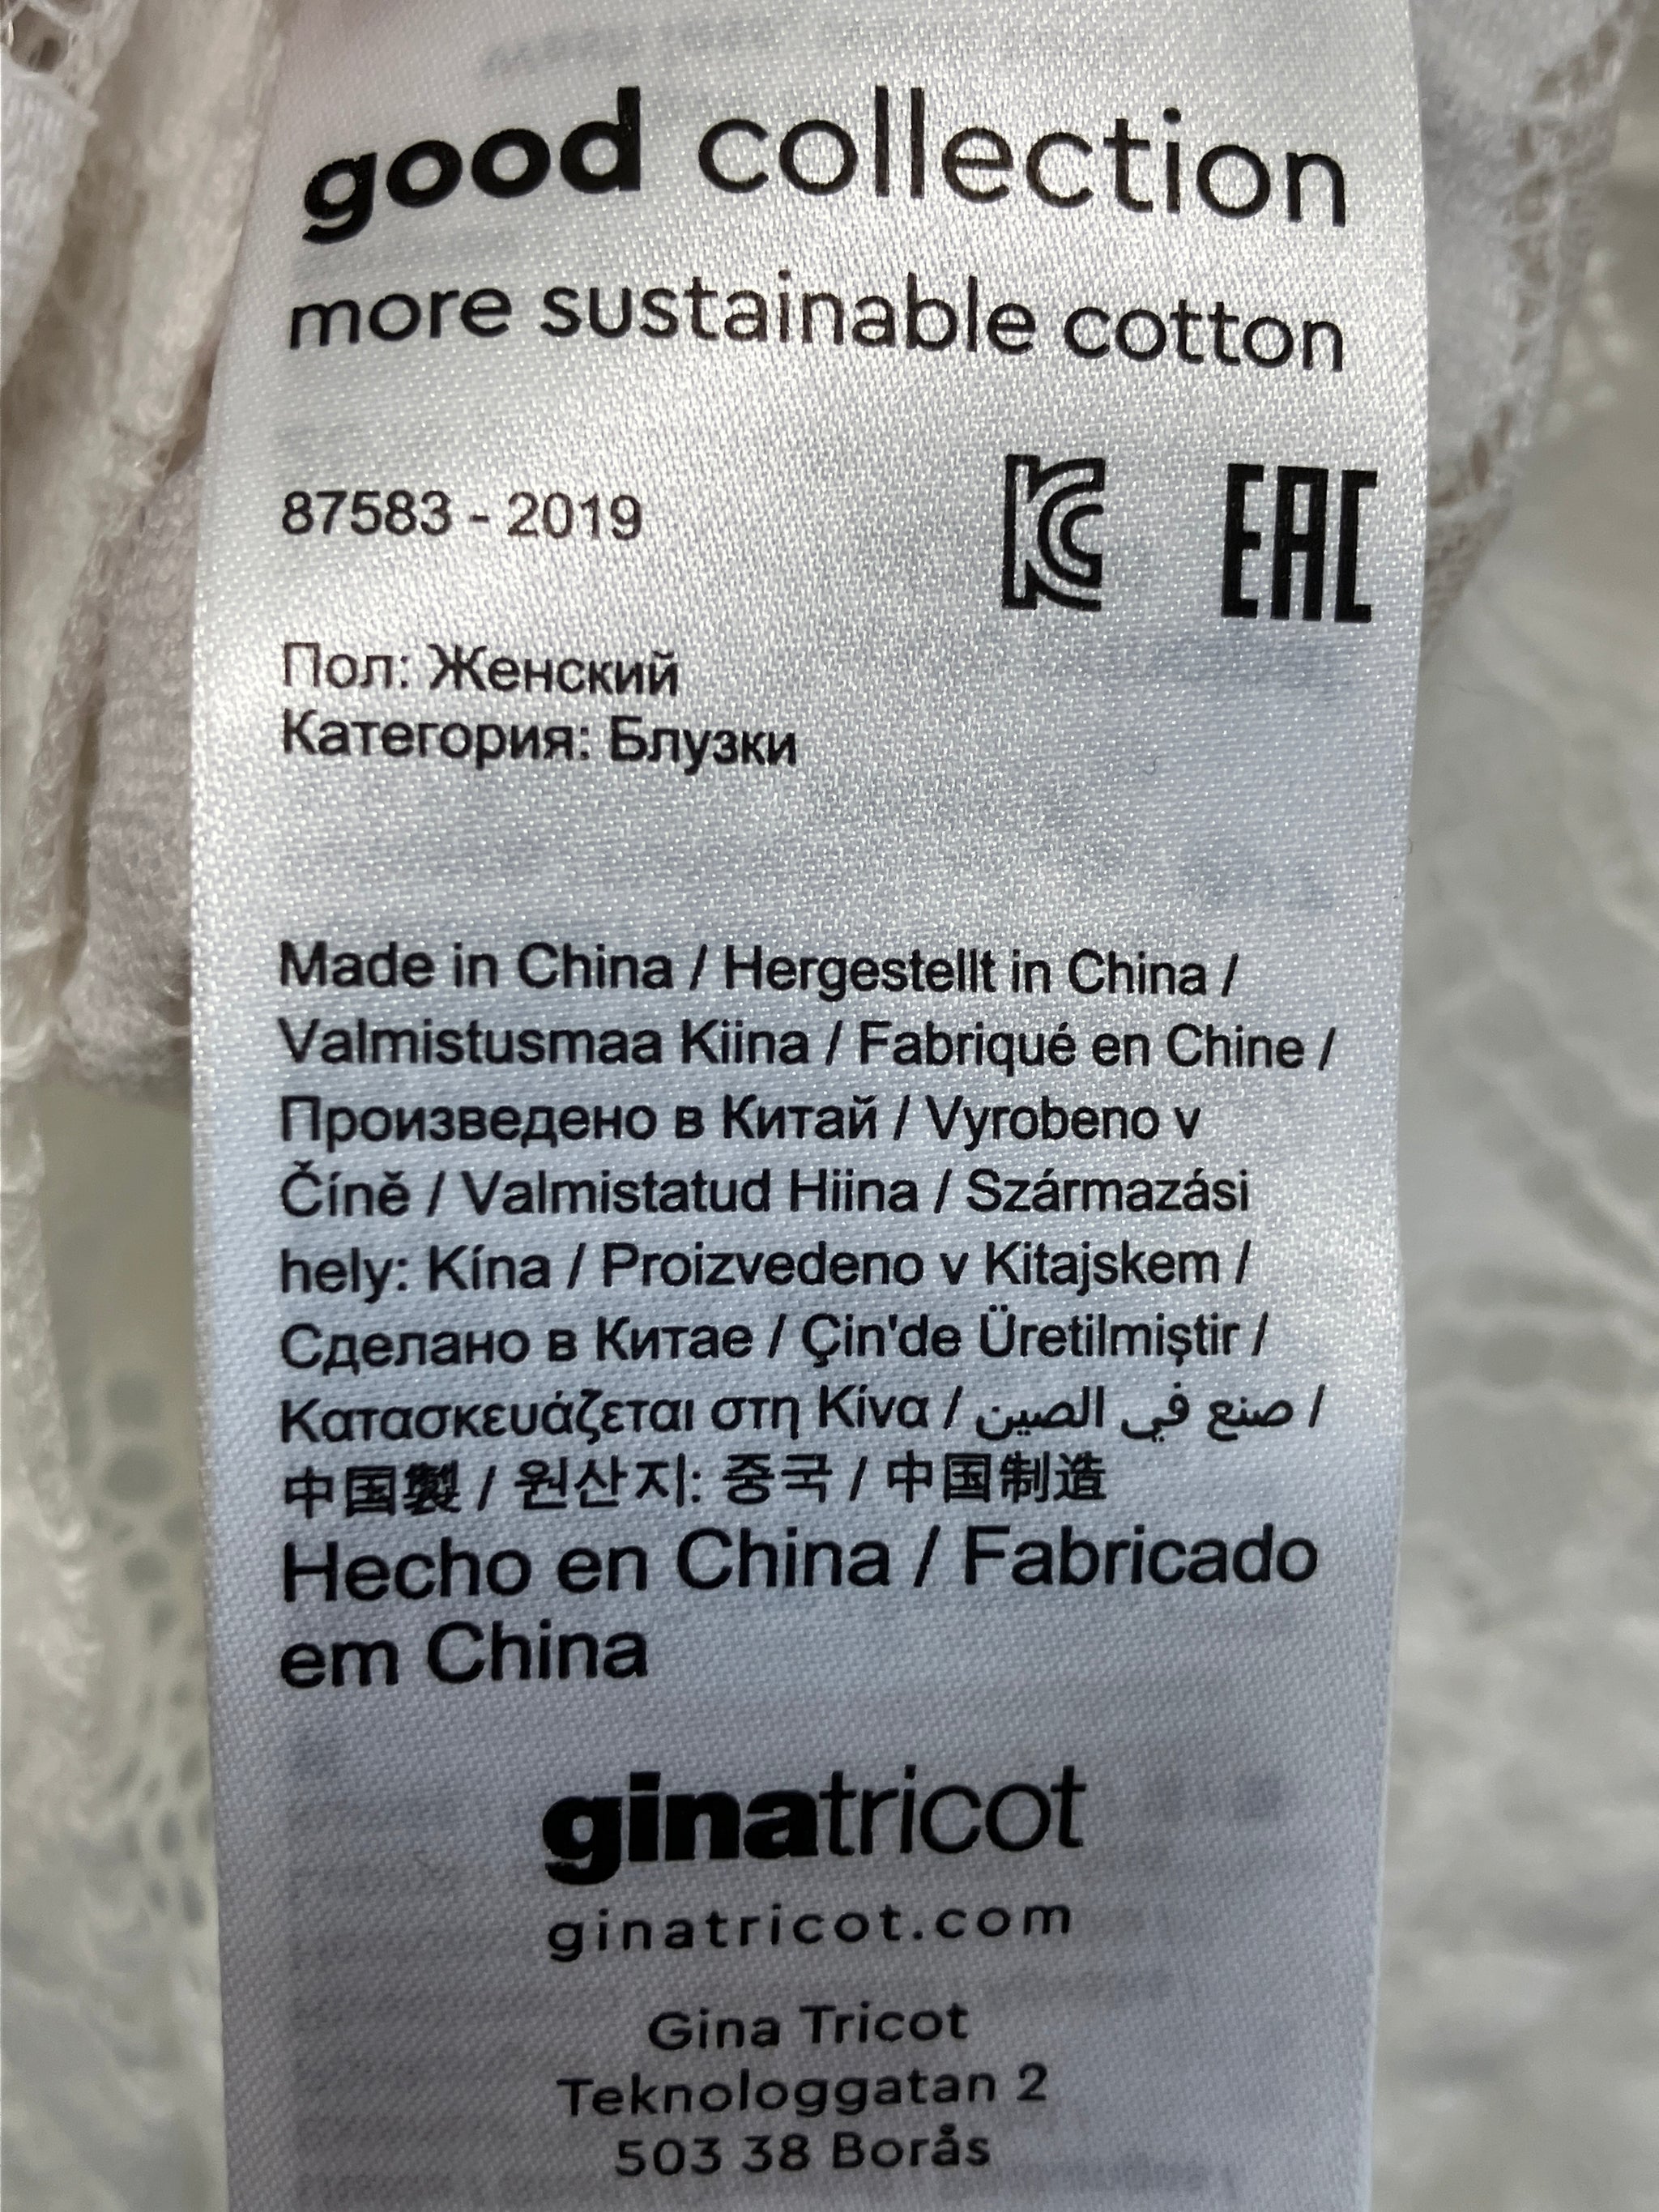 good collection
more sustainable cotton
87583 - 2019 KC EAC
Пол: Женский
Категория: Блузки
Made in China / Hergestellt in China /
Valmistusmaa Kiina / Fabriqué en Chine /
Произведено в Китай / Vyrobeno v
Číně / Valmistatud Hiina / Származási
hely: Kína / Proizvedeno v Kitajskem /
Сделано в Китае / Çin'de Üretilmiştir /
Κατασκευάζεται στη Κίνα / صنع في الصين /
中国製 / 원산지: 중국 / 中国制造
Hecho en China / Fabricado
em China
ginatricot
ginatricot.com
Gina Tricot
Teknologgatan 2
503 38 Borås